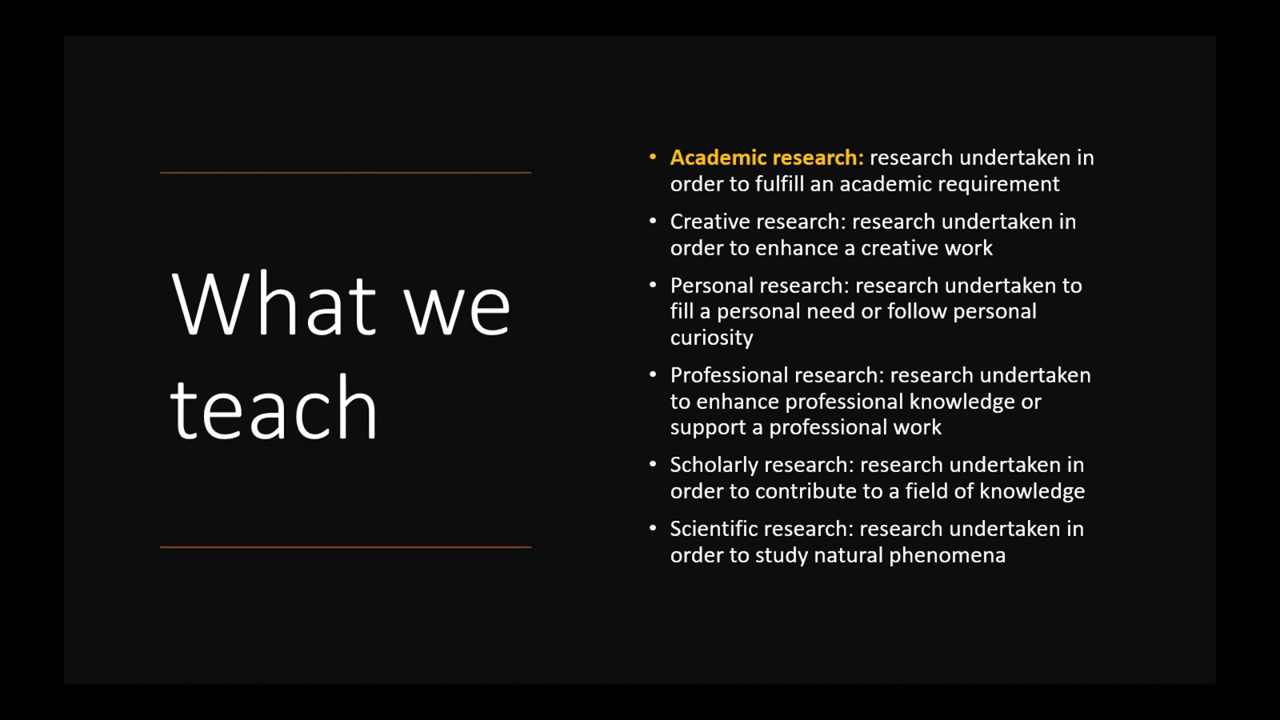 What we
teach
• Academic research: research undertaken in
order to fulfill an academic requirement
• Creative research: research undertaken in
order to enhance a creative work
• Personal research: research undertaken to
fill a personal need or follow personal
curiosity
• Professional research: research undertaken
to enhance professional knowledge or
support a professional work
• Scholarly research: research undertaken in
order to contribute to a field of knowledge
• Scientific research: research undertaken in
order to study natural phenomena